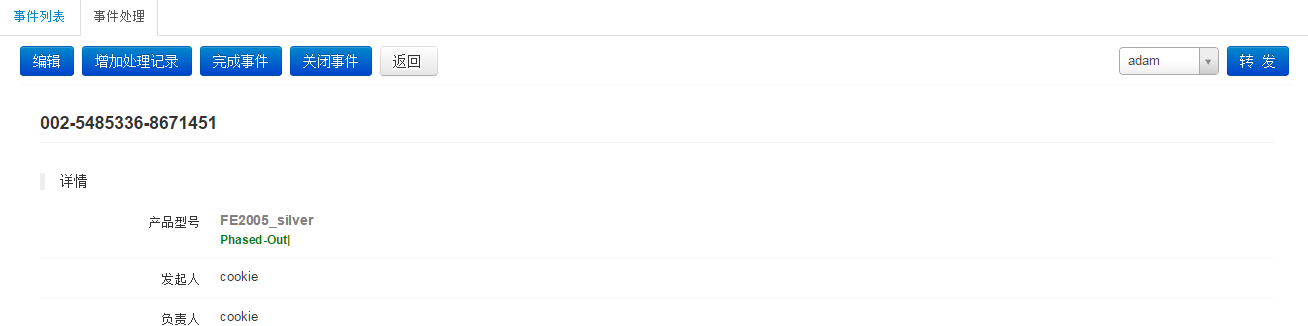 事件列表 事件处理
编辑 增加处理记录 完成事件 关闭事件 返回 adam 转 发
002-5485336-8671451
详情
产品型号 FE2005_silver
Phased-Out|
发起人 cookie
负责人 cookie